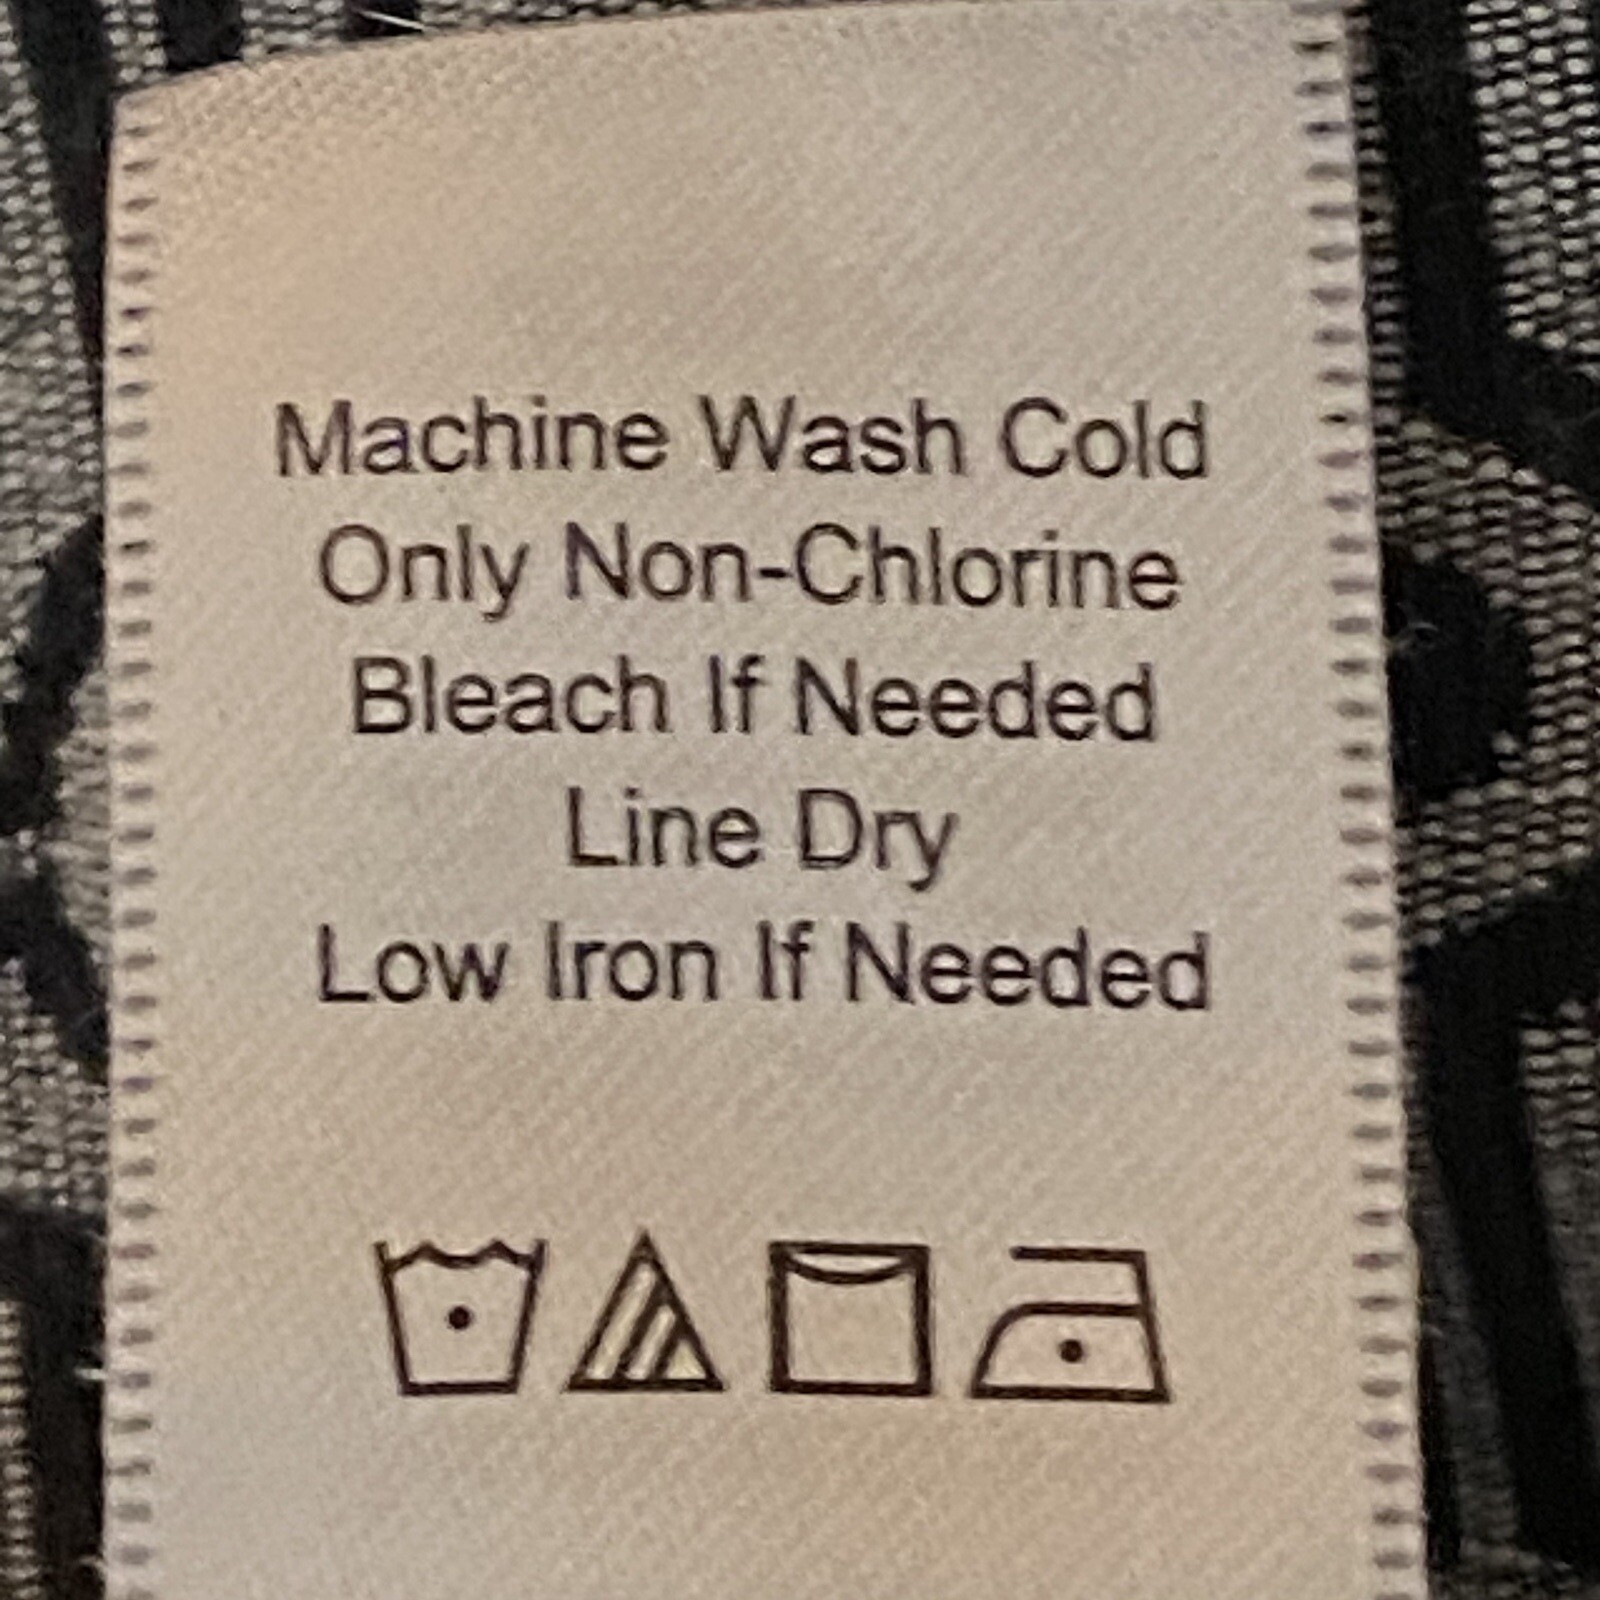 Machine Wash Cold
Only Non-Chlorine
Bleach If Needed
Line Dry
Low Iron If Needed